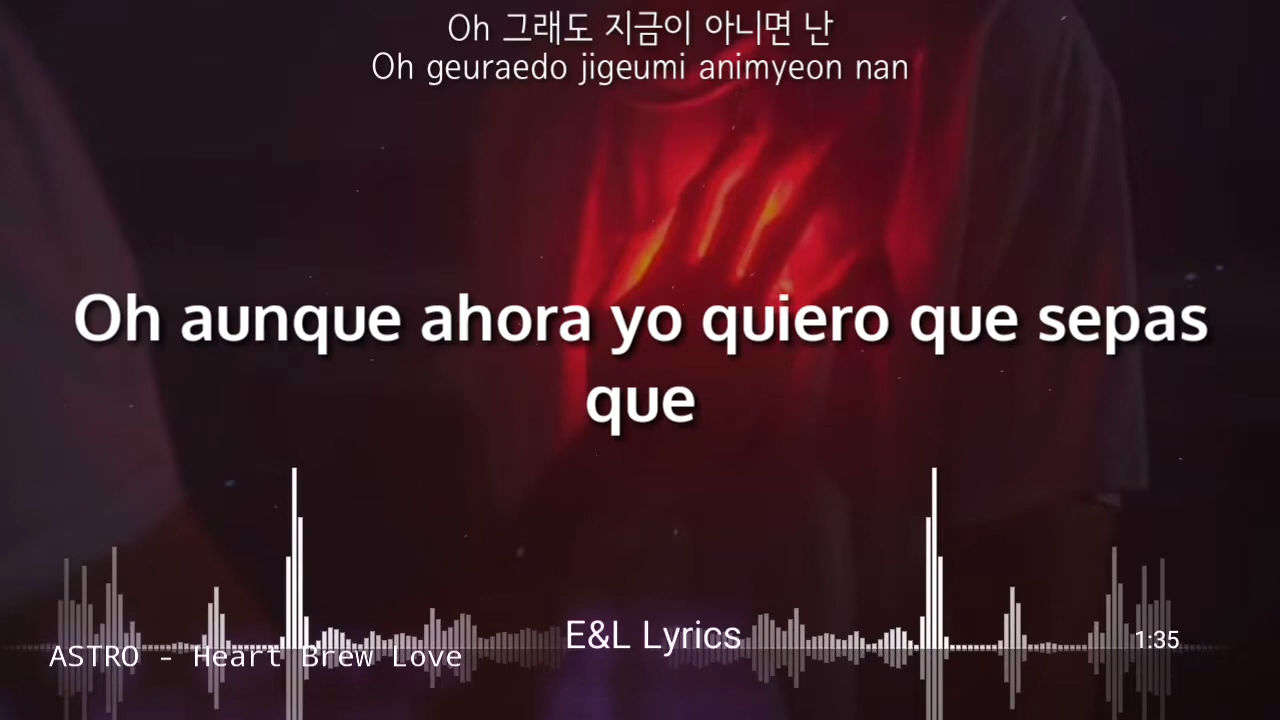 Oh 그래도 지금이 아니면 난
Oh geuraedo jigeumi animyeon nan
Oh aunque ahora yo quiero que sepas
que
E&L Lyrics
1:35
ASTRO - Heart Brew Love